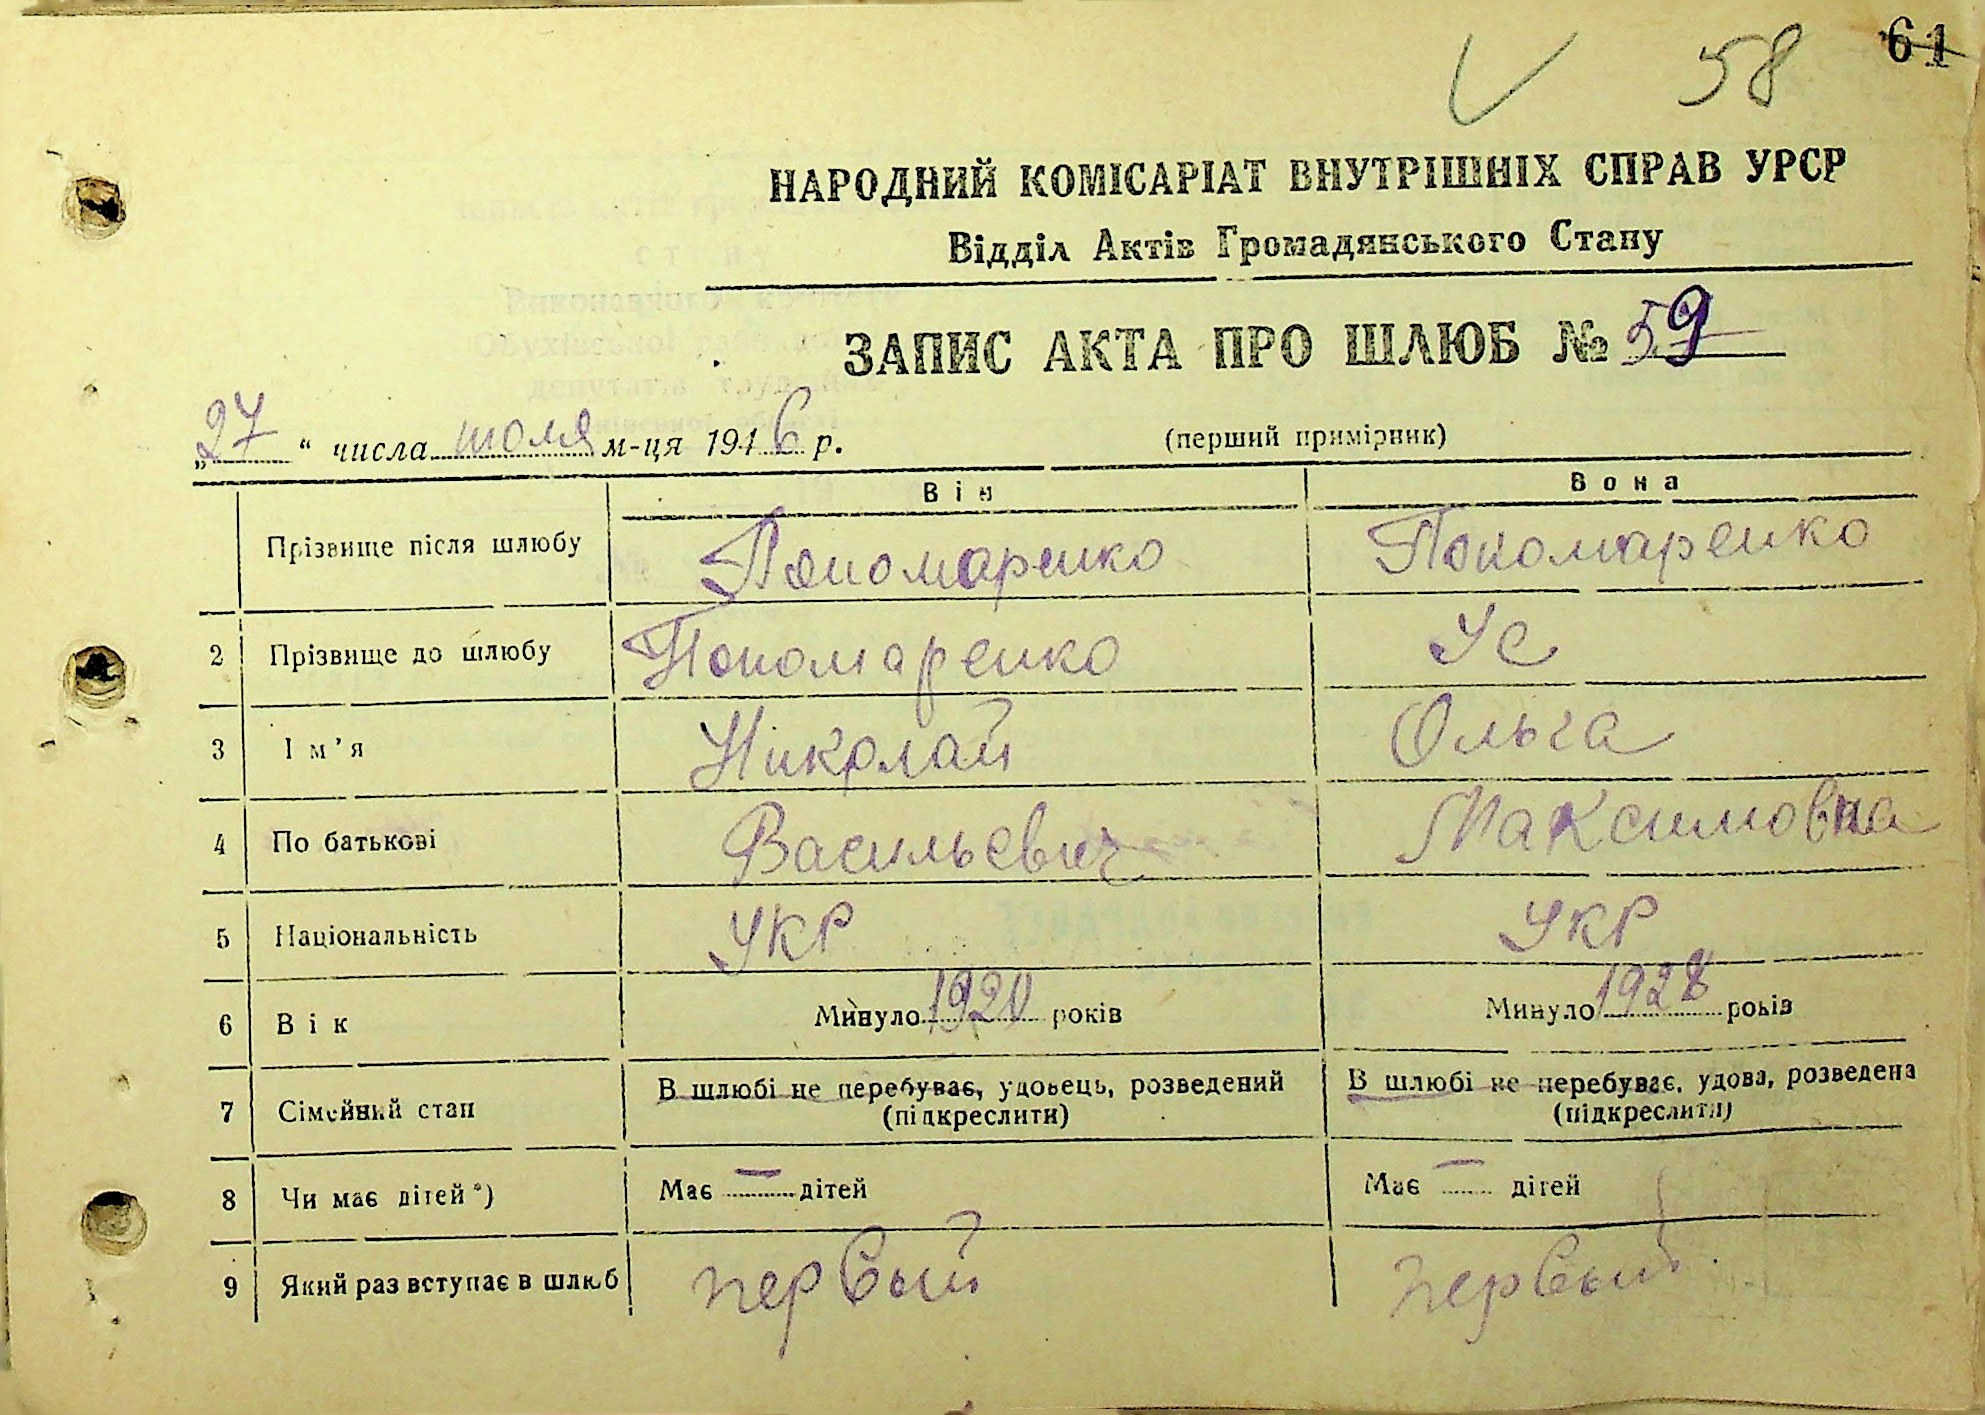 58 61
НАРОДНИЙ КОМІСАРІАТ ВНУТРІШНІХ СПРАВ УРСР
Відділ Актів Громадянського Стану
ЗАПИС АКТА ПРО ШЛЮБ № 59
„27“ числа июля м-ця 1946 р. (перший примірник)
Він Вона
Прізвище після шлюбу Пономаренко Пономаренко
2 Прізвище до шлюбу Пономаренко Ус
3 Ім’я Николай Ольга
4 По батькові Васильевич Максимовна
5 Національність УКР УКР
6 Вік Минуло 1920 років Минуло 1928 років
7 Сімейний стан В шлюбі не перебуває, удовець, розведений В шлюбі не перебуває, удова, розведена
(підкреслити) (підкреслити)
8 Чи має дітей *) Має — дітей Має — дітей
9 Який раз вступає в шлюб первый первый